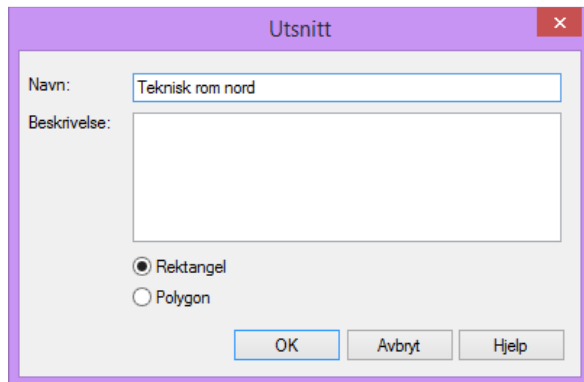 Utsnitt
Navn: Teknisk rom nord
Beskrivelse:
Rektangel
Polygon
OK Avbryt Hjelp